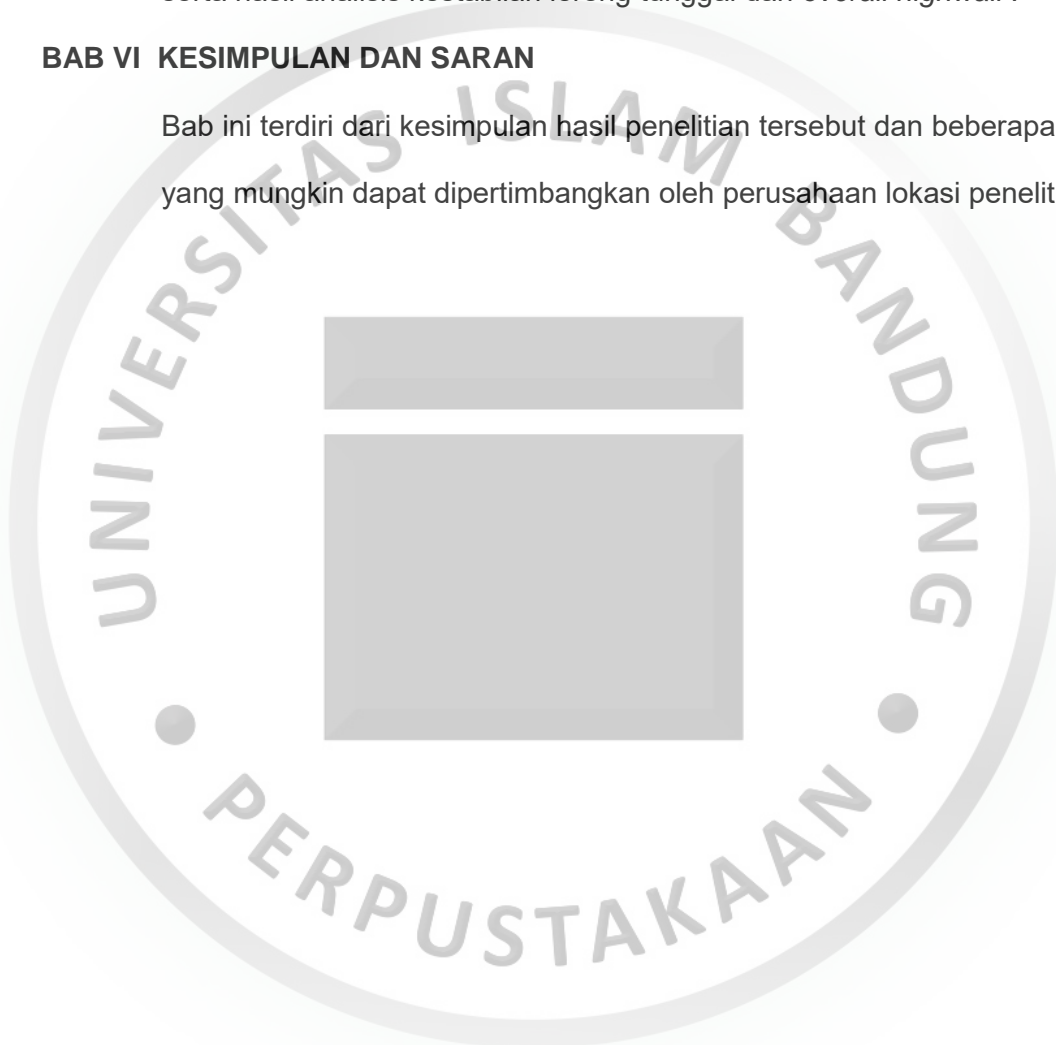 BAB VI KESIMPULAN DAN SARAN
Bab ini terdiri dari kesimpulan hasil penelitian tersebut dan beberapa
yang mungkin dapat dipertimbangkan oleh perusahaan lokasi penelit
UNIVERSITAS ISLAM BANDUNG
PERPUSTAKAAN